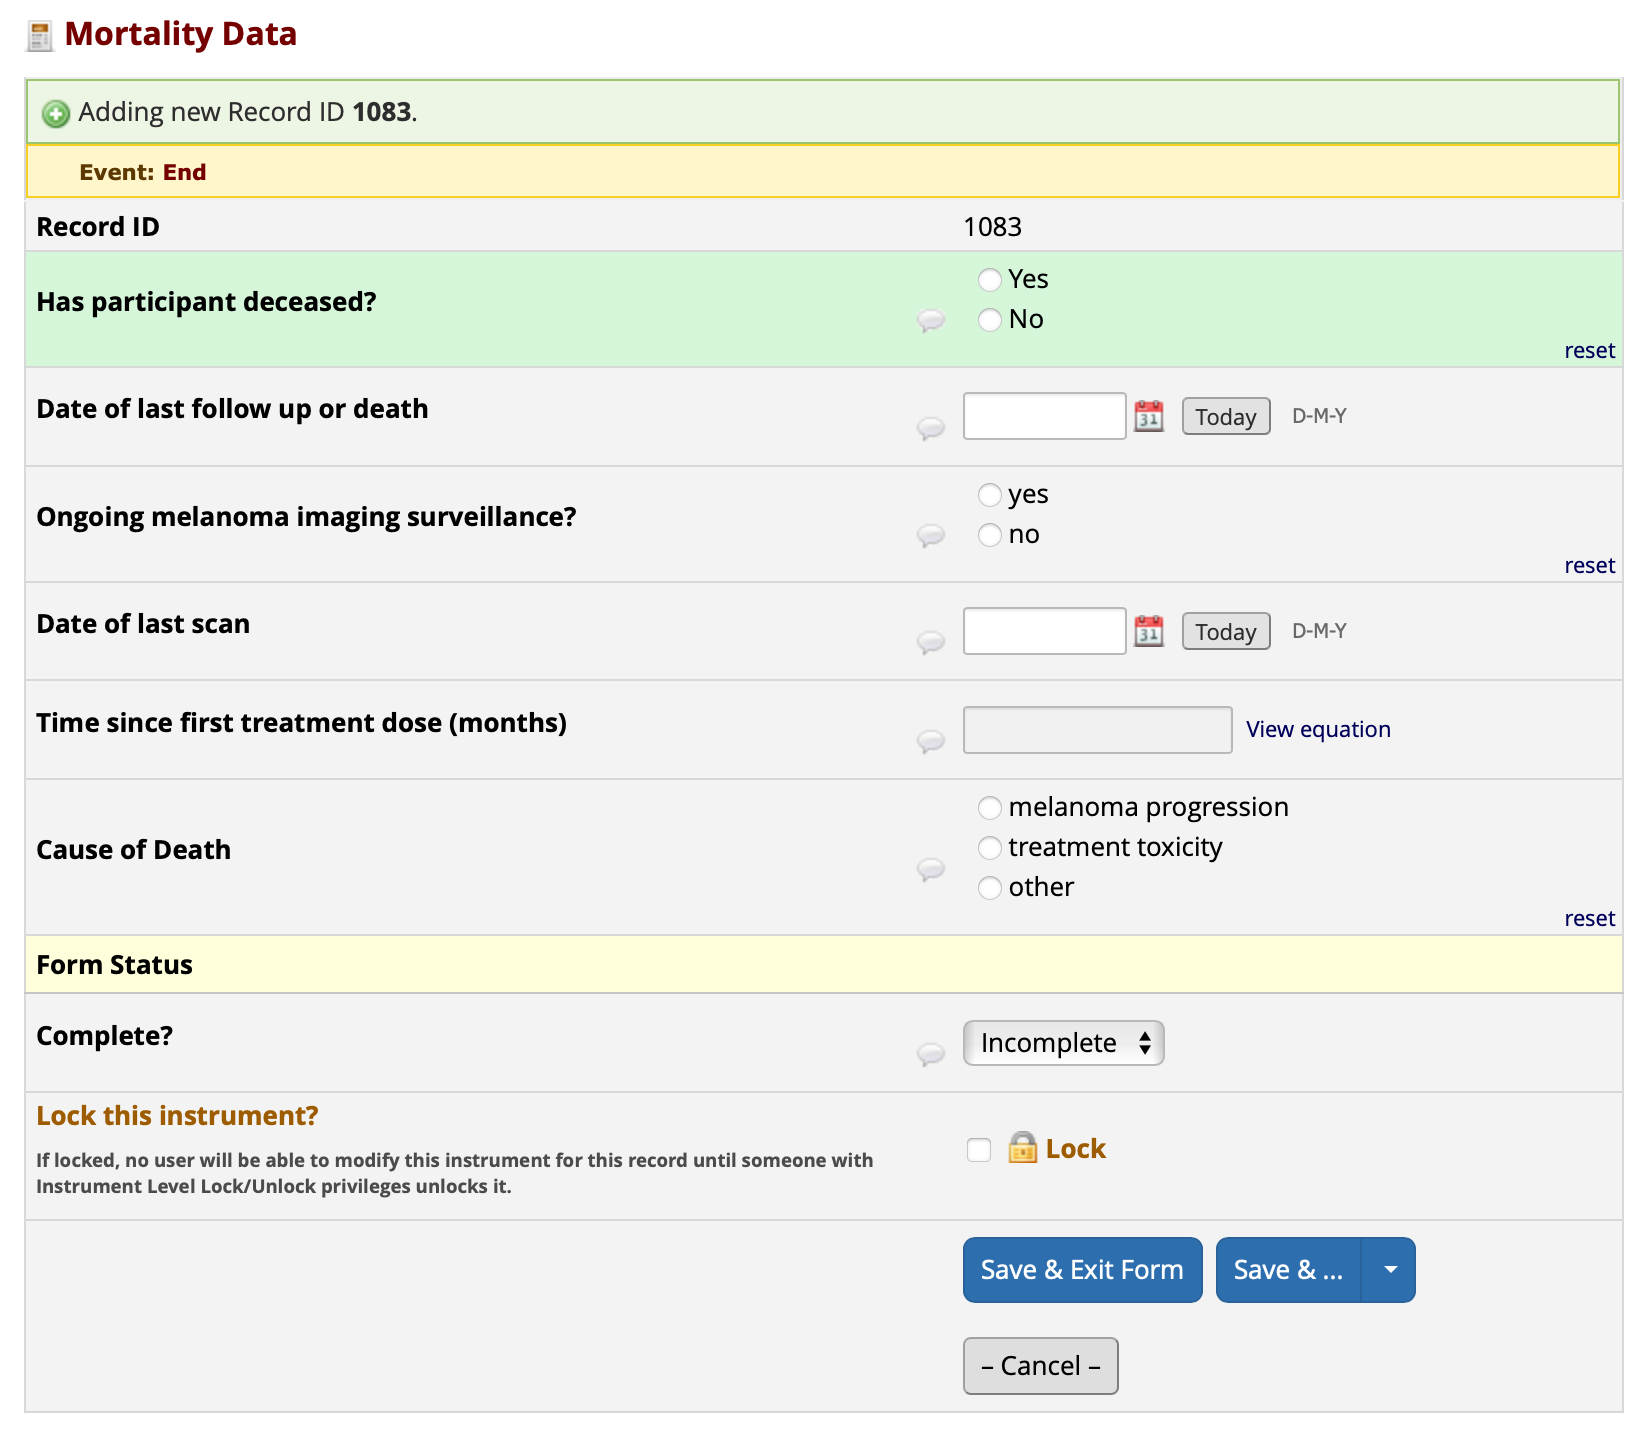 Mortality Data
Adding new Record ID 1083.
Event: End
Record ID 1083
Has participant deceased?
Yes
No
reset
Date of last follow up or death
31 Today D-M-Y
Ongoing melanoma imaging surveillance?
yes
no
reset
Date of last scan
31 Today D-M-Y
Time since first treatment dose (months)
View equation
Cause of Death
melanoma progression
treatment toxicity
other
reset
Form Status
Complete?
Incomplete
Lock this instrument?
If locked, no user will be able to modify this instrument for this record until someone with
Instrument Level Lock/Unlock privileges unlocks it.
Lock
Save & Exit Form Save & ...
– Cancel –